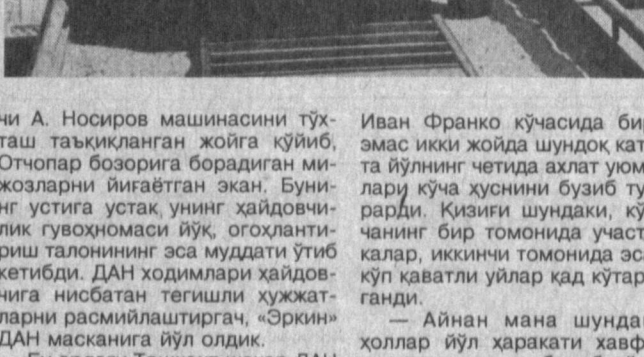 чи А. Носиров машинасини тўх-
таш таъқиқланган жойга қўйиб,
Отчопар бозорига борадиган ми-
жозларни йиғаётган экан. Буни-
нг устига устак унинг ҳайдовчи-
лик гувоҳномаси йўқ, огоҳланти-
риш талонининг эса муддати ўтиб
кетибди. ДАН ходимлари ҳайдов-
чига нисбатан тегишли ҳужжат-
ларни расмийлаштиргач, «Эркин»
ДАН масканига йўл олдик.
Иван Франко кўчасида бир
эмас икки жойда шундоқ кат
та йўлнинг четида ахлат уюм
лари кўча ҳуснини бузиб ту
рарди. Қизиғи шундаки, кў
чанинг бир томонида участ
калар, иккинчи томонида эса
кўп қаватли уйлар қад кўтар
ганди.
— Айнан мана шундай
ҳоллар йўл ҳаракати хавф